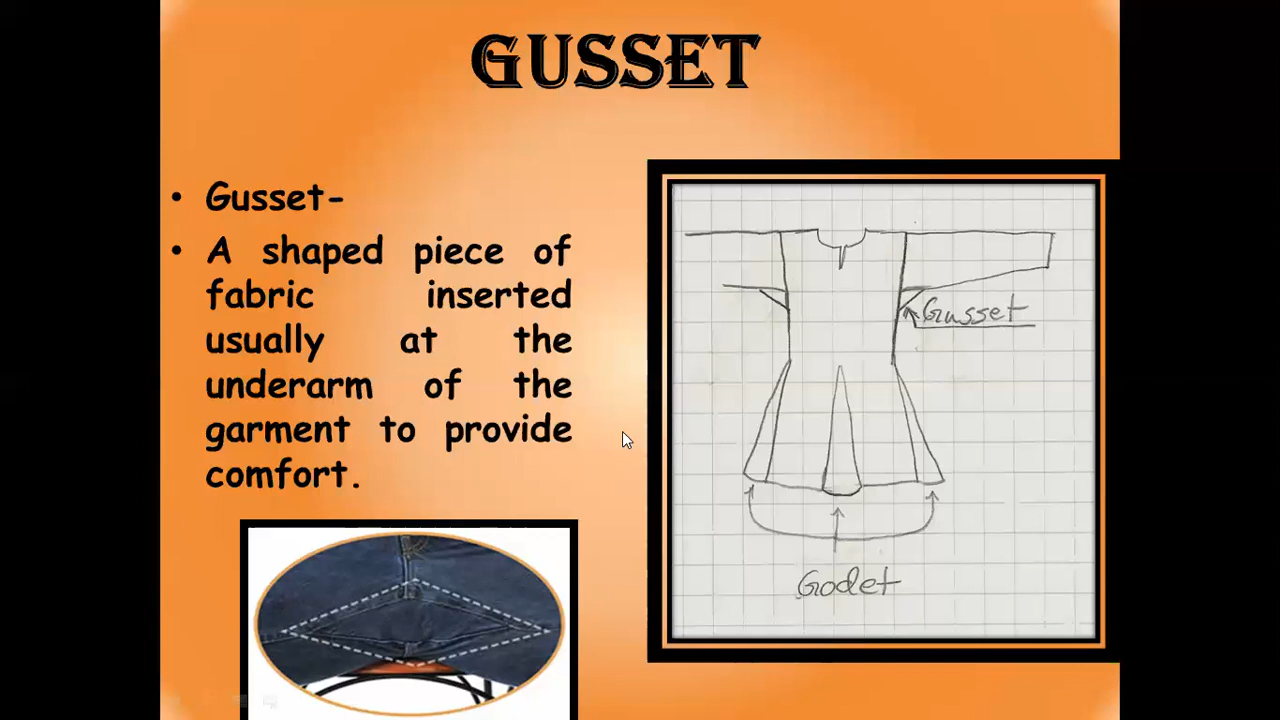 GUSSET
• Gusset-
• A shaped piece of
fabric inserted
usually at the
underarm of the
garment to provide
comfort.
Gusset
Godet